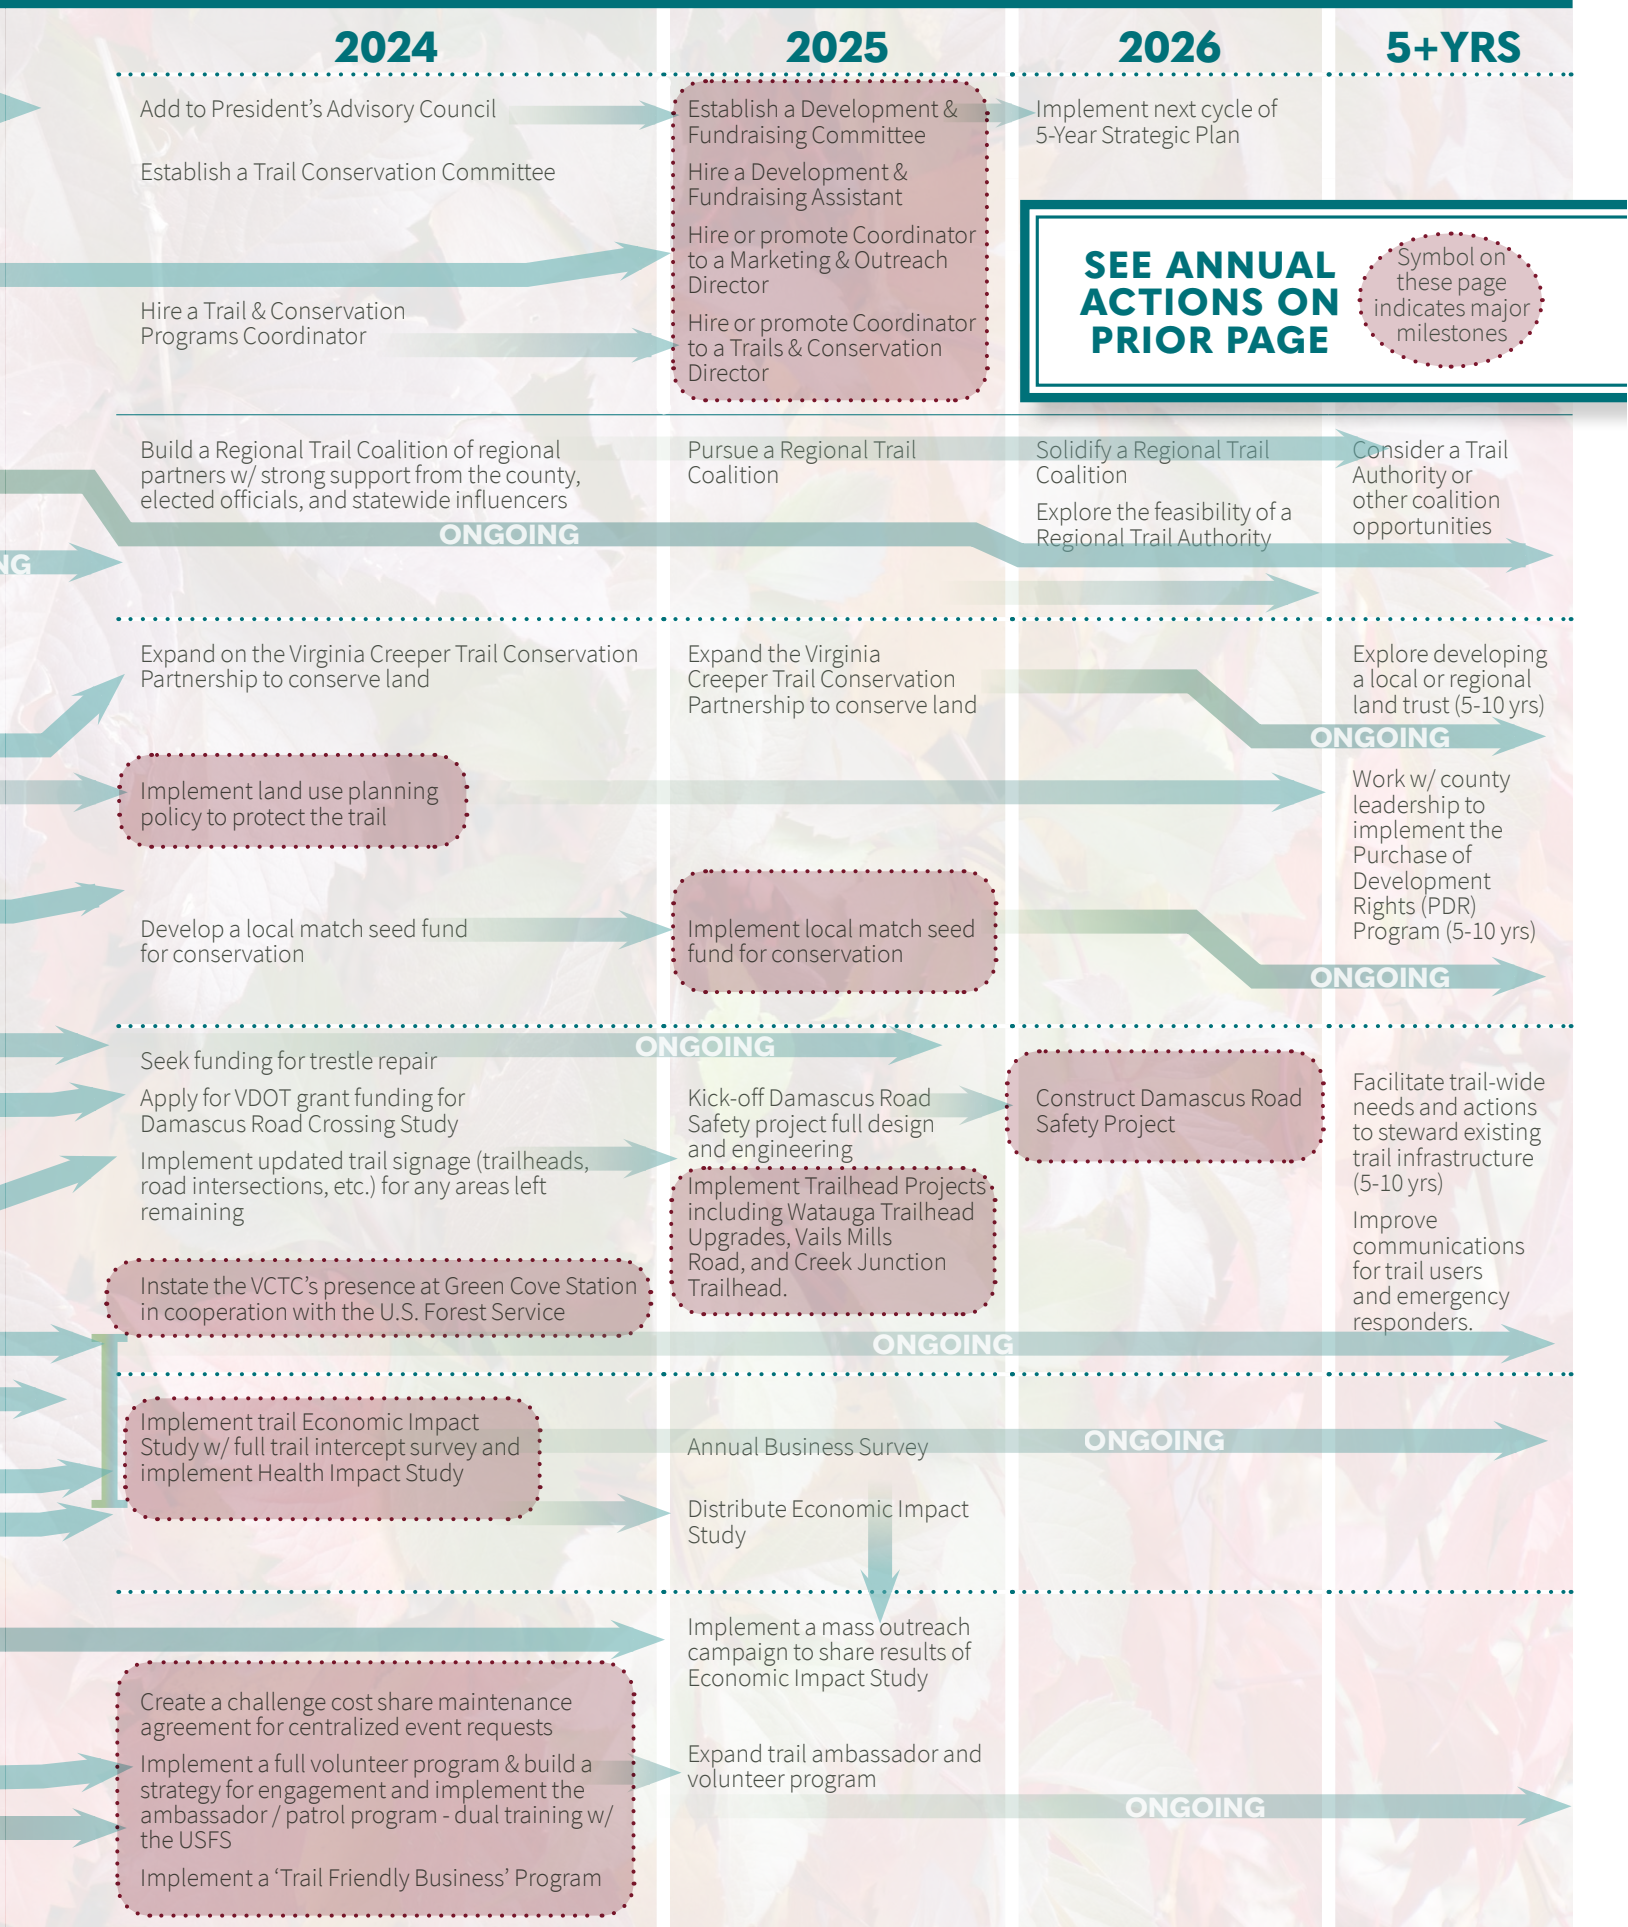 2024
2025
2026
5+YRS
Add to President's Advisory Council
Establish a Trail Conservation Committee
Hire a Trail & Conservation
Programs Coordinator
Establish a Development &
Fundraising Committee
Hire a Development &
Fundraising Assistant
Hire or promote Coordinator
to a Marketing & Outreach
Director
Hire or promote Coordinator
to a Trails & Conservation
Director
Implement next cycle of
5-Year Strategic Plan
SEE ANNUAL
ACTIONS ON
PRIOR PAGE
Symbol on
these page
indicates major
milestones
Build a Regional Trail Coalition of regional
partners w/ strong support from the county,
elected officials, and statewide influencers
Pursue a Regional Trail
Coalition
Solidify a Regional Trail
Coalition
Explore the feasibility of a
Regional Trail Authority
Consider a Trail
Authority or
other coalition
opportunities
ONGOING
NG
Expand on the Virginia Creeper Trail Conservation
Partnership to conserve land
Implement land use planning
policy to protect the trail
Develop a local match seed fund
for conservation
Expand the Virginia
Creeper Trail Conservation
Partnership to conserve land
Implement local match seed
fund for conservation
Explore developing
a local or regional
land trust (5-10 yrs)
ONGOING
Work w/ county
leadership to
implement the
Purchase of
Development
Rights (PDR)
Program (5-10 yrs)
ONGOING
ONGOING
Seek funding for trestle repair
Apply for VDOT grant funding for
Damascus Road Crossing Study
Implement updated trail signage (trailheads,
road intersections, etc.) for any areas left
remaining
Instate the VCTC's presence at Green Cove Station
in cooperation with the U.S. Forest Service
Kick-off Damascus Road
Safety project full design
and engineering
Implement Trailhead Projects
including Watauga Trailhead
Upgrades, Vails Mills
Road, and Creek Junction
Trailhead.
Construct Damascus Road
Safety Project
Facilitate trail-wide
needs and actions
to steward existing
trail infrastructure
(5-10 yrs)
Improve
communications
for trail users
and emergency
responders.
ONGOING
Implement trail Economic Impact
Study w/ full trail intercept survey and
implement Health Impact Study
Annual Business Survey
ONGOING
Distribute Economic Impact
Study
Implement a mass outreach
campaign to share results of
Economic Impact Study
Create a challenge cost share maintenance
agreement for centralized event requests
Implement a full volunteer program & build a
strategy for engagement and implement the
ambassador / patrol program - dual training w/
the USFS
Implement a 'Trail Friendly Business' Program
Expand trail ambassador and
volunteer program
ONGOING